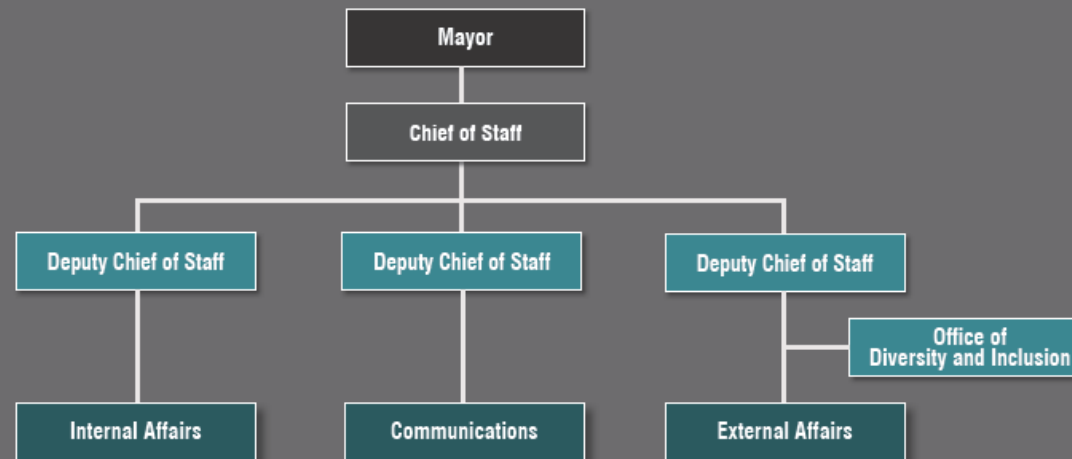 Mayor
Chief of Staff
Deputy Chief of Staff
Deputy Chief of Staff
Deputy Chief of Staff
Office of
Diversity and Inclusion
Internal Affairs
Communications
External Affairs